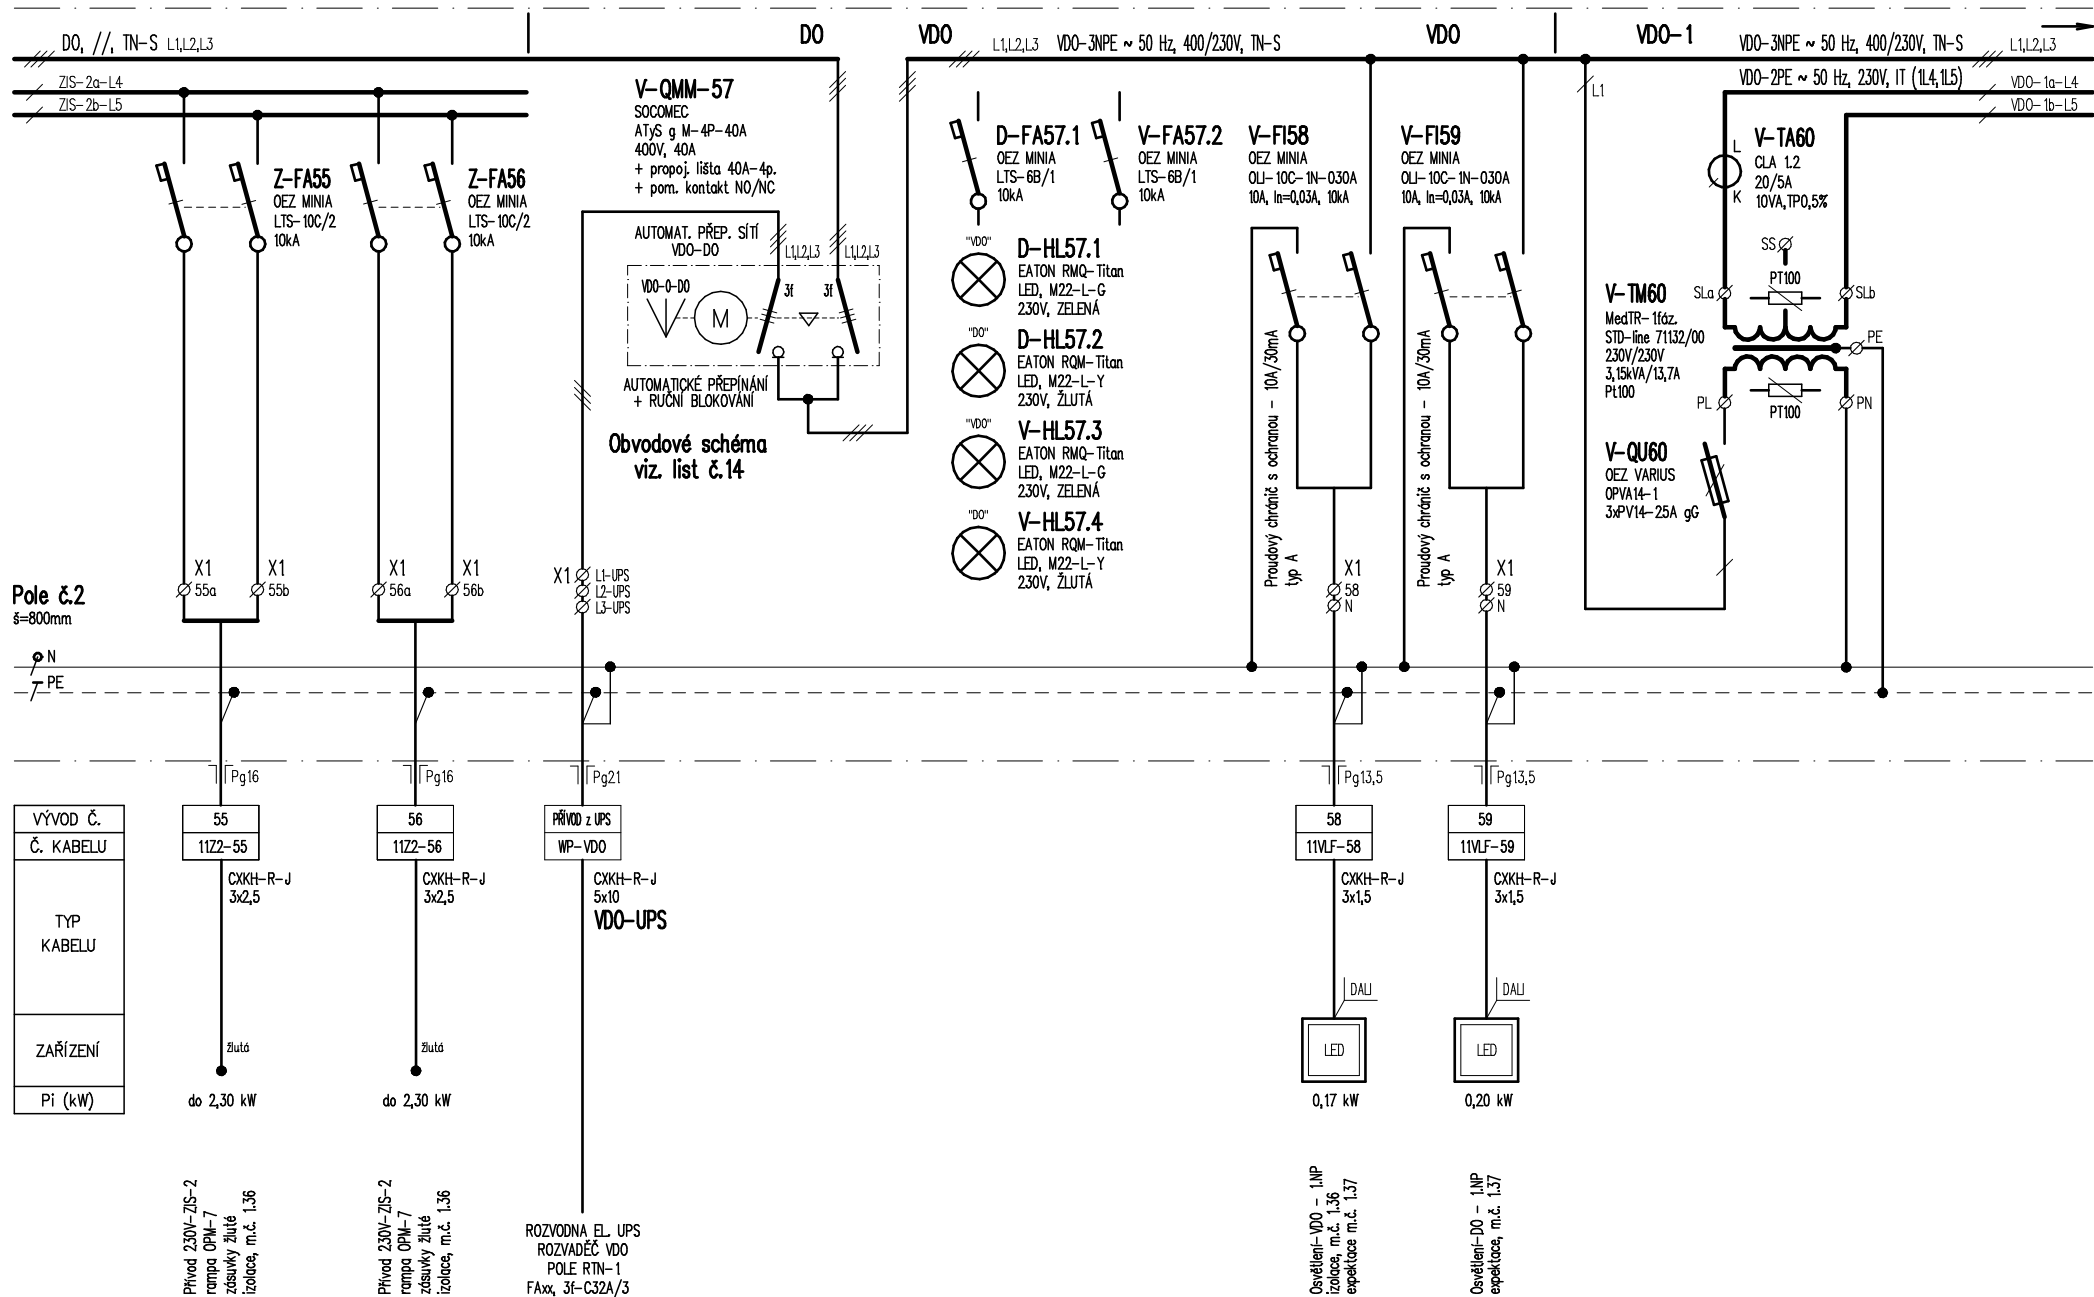 DO, //, TN-S L1,L2,L3
DO
VDO
L1,L2,L3 VDO-3NPE ~ 50 Hz, 400/230V, TN-S
VDO
VDO-1
VDO-3NPE ~ 50 Hz, 400/230V, TN-S
L1,L2,L3
ZIS-2a-L4
ZIS-2b-L5
VDO-2PE ~ 50 Hz, 230V, IT (1L4,1L5)
VDO-1a-L4
VDO-1b-L5
L1
Z-FA55
OEZ MINIA
LTS-10C/2
10kA
Z-FA56
OEZ MINIA
LTS-10C/2
10kA
V-QMM-57
SOCOMEC
ATyS g M-4P-40A
400V, 40A
+ propoj. lišta 40A-4p.
+ pom. kontakt NO/NC
AUTOMAT. PŘEP. SÍTÍ
VDO-DO
L1,L2,L3
L1,L2,L3
VDO-0-DO
M
3f
3f
AUTOMATICKÉ PŘEPÍNÁNÍ
+ RUČNÍ BLOKOVÁNÍ
Obvodové schéma
viz. list č.14
D-FA57.1
OEZ MINIA
LTS-6B/1
10kA
V-FA57.2
OEZ MINIA
LTS-6B/1
10kA
"VDO"
D-HL57.1
EATON RMQ-Titan
LED, M22-L-G
230V, ZELENÁ
"DO"
D-HL57.2
EATON RQM-Titan
LED, M22-L-Y
230V, ŽLUTÁ
"VDO"
V-HL57.3
EATON RMQ-Titan
LED, M22-L-G
230V, ZELENÁ
"DO"
V-HL57.4
EATON RQM-Titan
LED, M22-L-Y
230V, ŽLUTÁ
V-FI58
OEZ MINIA
OLI-10C-1N-030A
10A, In=0,03A, 10kA
Proudový chránič s ochranou - 10A/30mA
typ A
V-FI59
OEZ MINIA
OLI-10C-1N-030A
10A, In=0,03A, 10kA
Proudový chránič s ochranou - 10A/30mA
typ A
L
K
V-TA60
CLA 1.2
20/5A
10VA,TP0,5%
SS
PT100
V-TM60
MedTR-1fáz.
STD-line 71132/00
230V/230V
3,15kVA/13,7A
Pt100
SLa
SLb
PE
PL
PT100
PN
V-QU60
OEZ VARIUS
OPVA14-1
3xPV14-25A gG
X1
55a
X1
55b
X1
56a
X1
56b
X1
L1-UPS
L2-UPS
L3-UPS
X1
58
N
X1
59
N
Pole č.2
š=800mm
N
PE
Pg16
Pg16
Pg21
Pg13,5
Pg13,5
VÝVOD Č.
55
56
PŘÍVOD z UPS
58
59
Č. KABELU
11Z2-55
11Z2-56
WP-VDO
11VLF-58
11VLF-59
TYP
KABELU
CXKH-R-J
3x2,5
CXKH-R-J
3x2,5
CXKH-R-J
5x10
VDO-UPS
CXKH-R-J
3x1,5
CXKH-R-J
3x1,5
ZAŘÍZENÍ
žlutá
žlutá
DALI
LED
DALI
LED
Pi (kW)
do 2,30 kW
do 2,30 kW
0,17 kW
0,20 kW
Přívod 230V-ZIS-2
rampa OPM-7
zásuvky žluté
izolace, m.č. 1.36
Přívod 230V-ZIS-2
rampa OPM-7
zásuvky žluté
izolace, m.č. 1.36
ROZVODNA EL. UPS
ROZVADĚČ VDO
POLE RTN-1
FAxx, 3f-C32A/3
Osvětlení-VDO - 1.NP
izolace, m.č. 1.36
expektace m.č. 1.37
Osvětlení-DO - 1.NP
expektace, m.č. 1.37